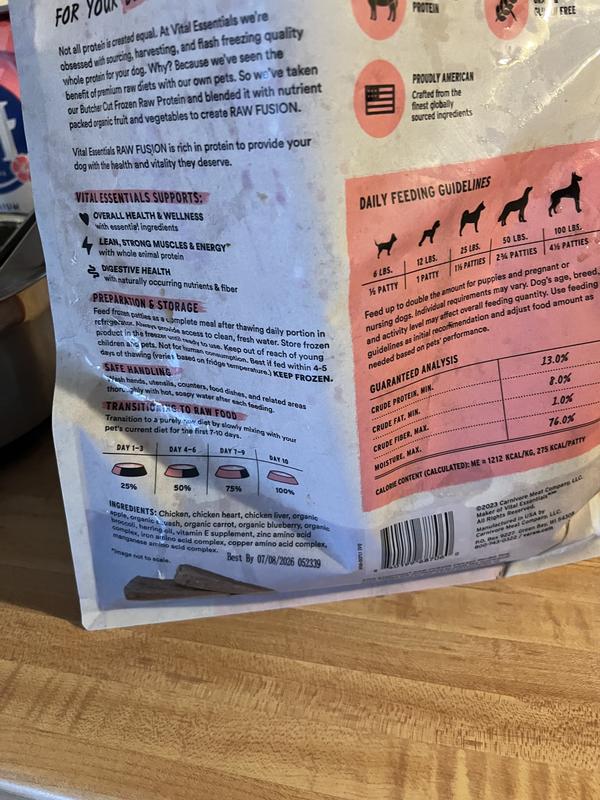 FOR YOUR
Not all protein is created equal. At Vital Essentials we're
obsessed with sourcing, harvesting, and flash freezing quality
whole protein for your dog. Why? Because we've seen the
benefit of premium raw diets with our own pets. So we've taken
our Butcher Cut Frozen Raw Protein and blended it with nutrient
packed organic fruit and vegetables to create RAW FUSION.
Vital Essentials RAW FUSION is rich in protein to provide your
dog with the health and vitality they deserve.
VITAL ESSENTIALS SUPPORTS:
OVERALL HEALTH & WELLNESS
with essential ingredients
LEAN, STRONG MUSCLES & ENERGY
with whole animal protein
DIGESTIVE HEALTH
with naturally occurring nutrients & fiber
PREPARATION & STORAGE
Feed frozen patties as a complete meal after thawing daily portion in
refrigerator. Always provide access to clean, fresh water. Store frozen
product in the freezer until ready to use. Keep out of reach of young
children and pets. Not for human consumption. Best if fed within 4-5
days of thawing (varies based on fridge temperature.) KEEP FROZEN.
SAFE HANDLING
Wash hands, utensils, counters, food dishes, and related areas
thoroughly with hot, soapy water after each feeding.
TRANSITIONING TO RAW FOOD
Transition to a purely raw diet by slowly mixing with your
pet's current diet for the first 7-10 days.
DAY 1-3 DAY 4-6 DAY 7-9 DAY 10
25% 50% 75% 100%
INGREDIENTS: Chicken, chicken heart, chicken liver, organic
apple, organic squash, organic carrot, organic blueberry, organic
broccoli, herring oil, vitamin E supplement, zinc amino acid
complex, iron amino acid complex, copper amino acid complex,
manganese amino acid complex.
*Image not to scale.
Best By 07/08/2026 052339
PROTEIN
FREE
PROUDLY AMERICAN
Crafted from the
finest globally
sourced ingredients
DAILY FEEDING GUIDELINES
6 LBS. 12 LBS. 25 LBS. 50 LBS. 100 LBS.
½ PATTY 1 PATTY 1½ PATTIES 2¾ PATTIES 4½ PATTIES
Feed up to double the amount for puppies and pregnant or
nursing dogs. Individual requirements may vary. Dog's age, breed,
and activity level may affect overall feeding quantity. Use feeding
guidelines as initial recommendation and adjust food amount as
needed based on pets' performance.
GUARANTEED ANALYSIS
CRUDE PROTEIN, MIN. 13.0%
CRUDE FAT, MIN. 8.0%
CRUDE FIBER, MAX. 1.0%
MOISTURE, MAX. 76.0%
CALORIE CONTENT (CALCULATED): ME = 1212 KCAL/KG, 275 KCAL/PATTY
©2023 Carnivore Meat Company, LLC.
Maker of Vital Essentials
All Rights Reserved.
Manufactured in USA by
Carnivore Meat Company, LLC.
P.O. Box 9227, Green Bay, WI 54308